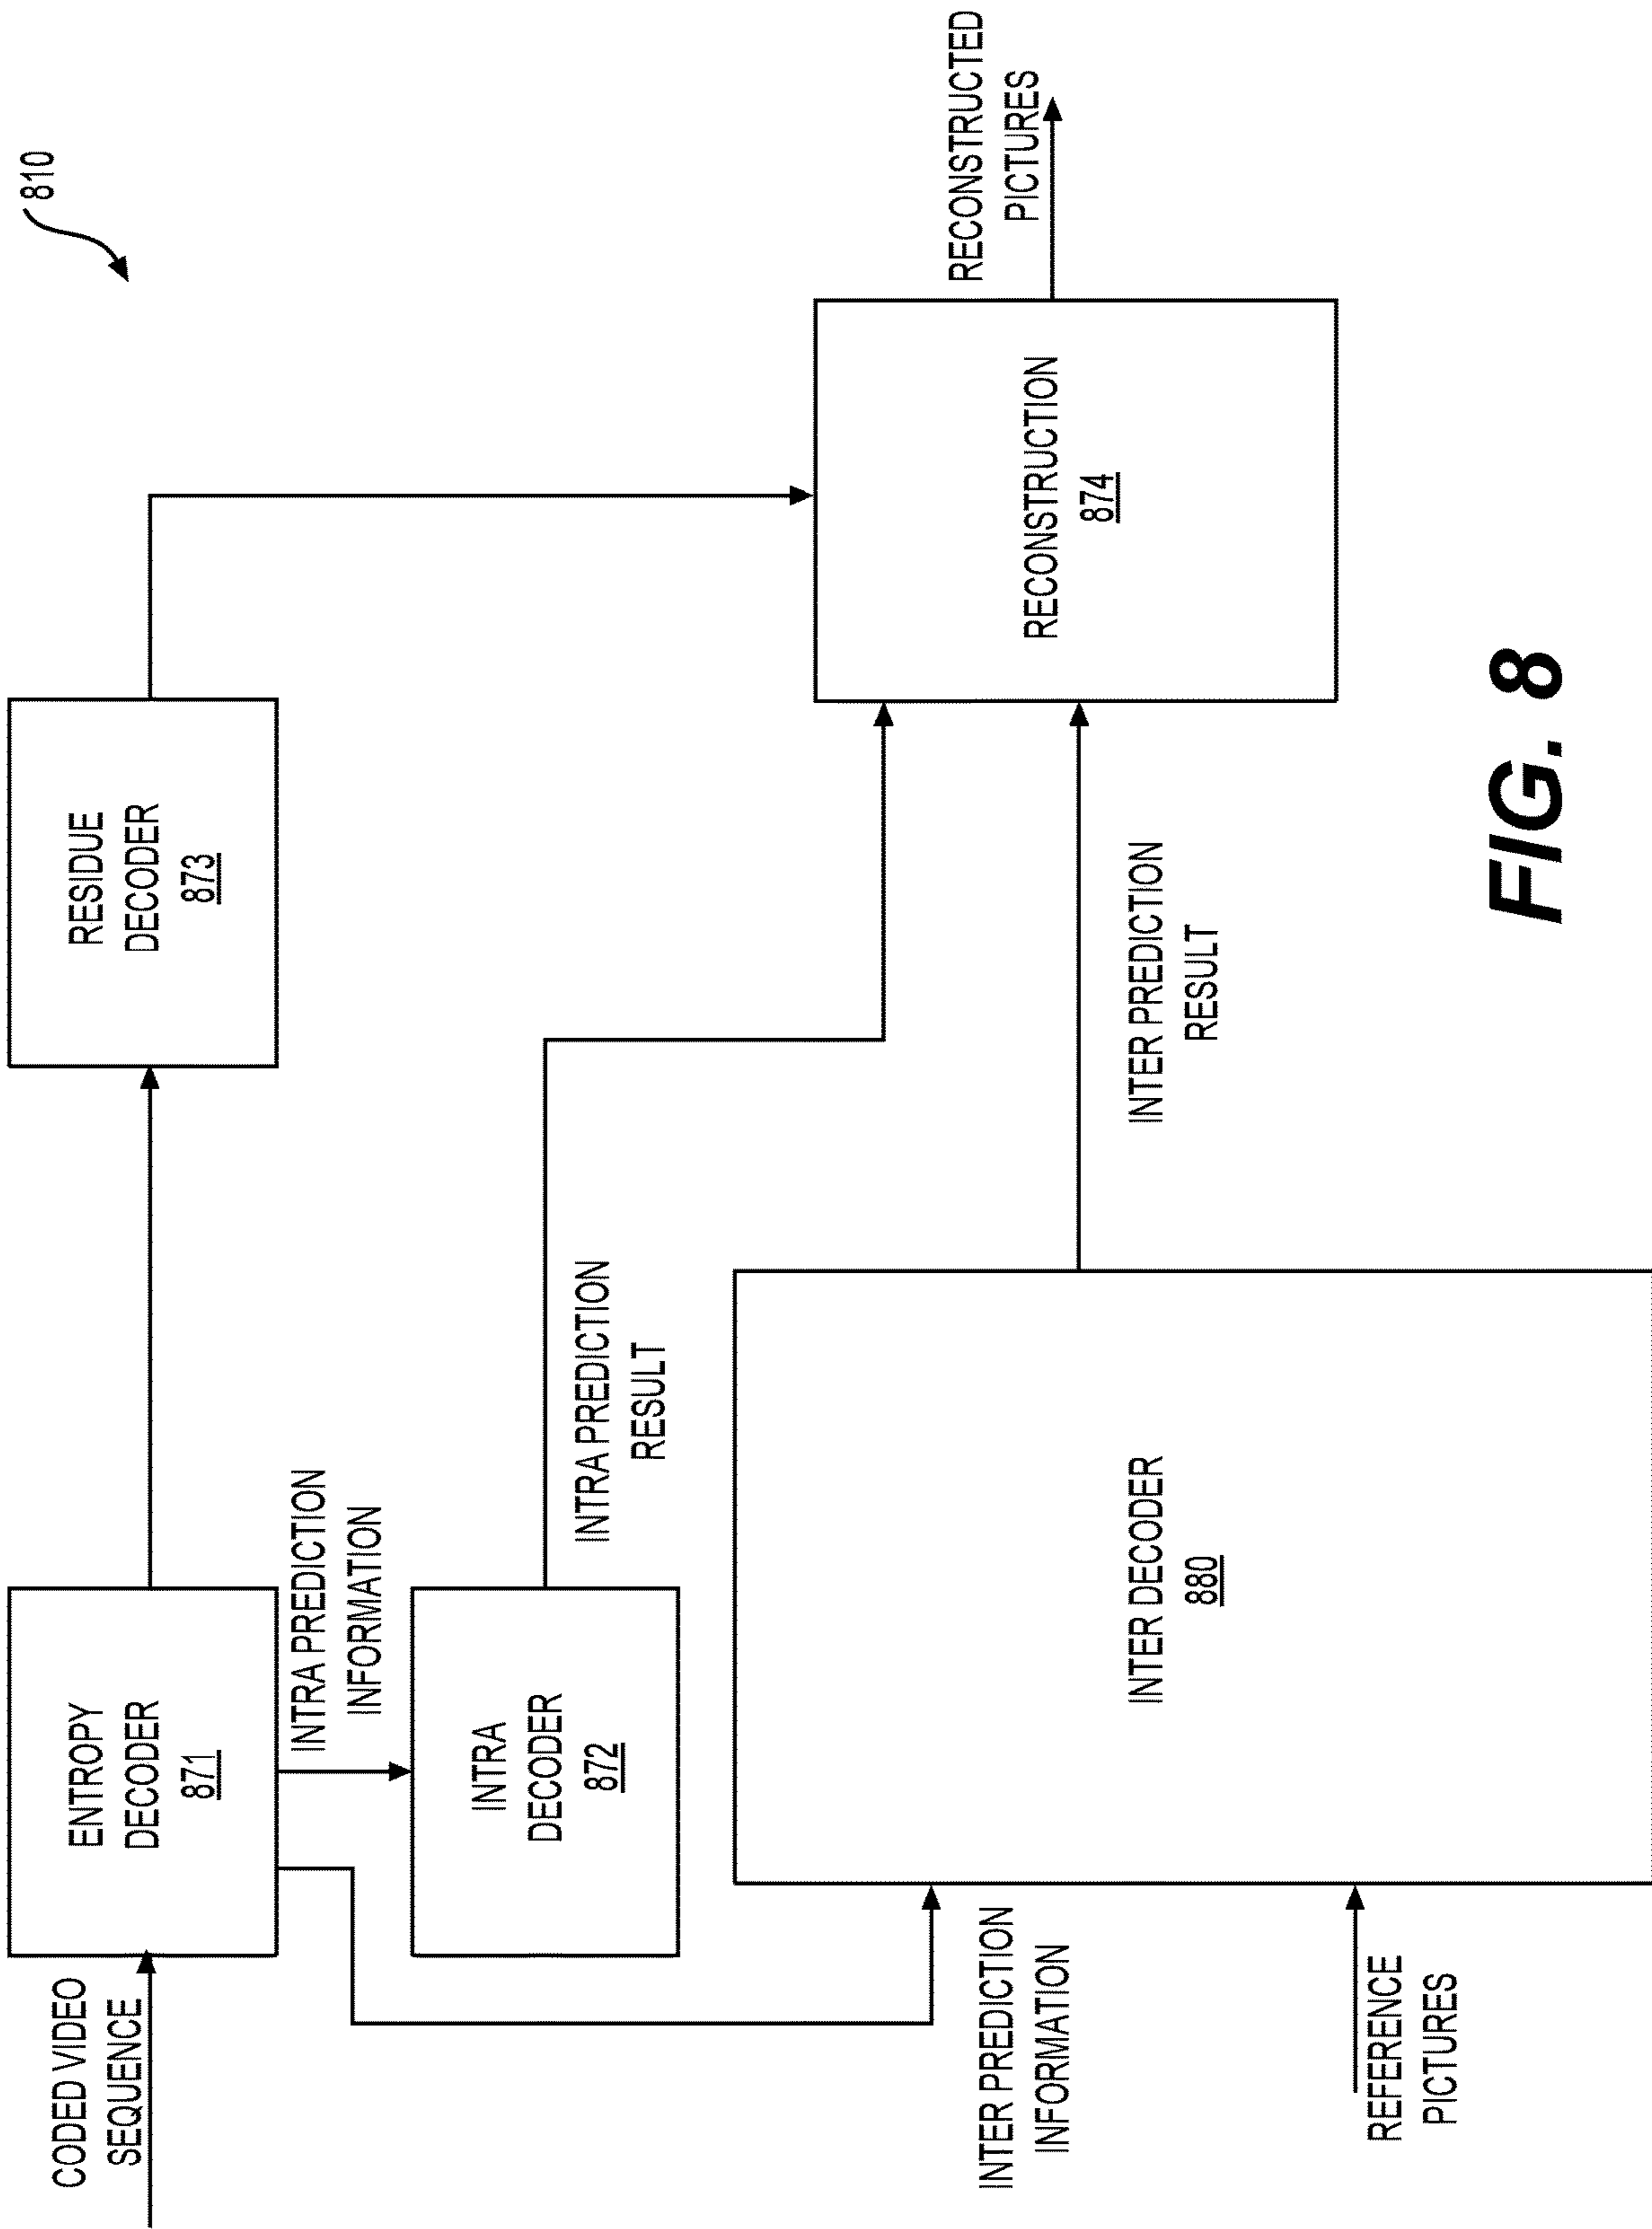 810
CODED VIDEO
SEQUENCE
ENTROPY
DECODER
871
RESIDUE
DECODER
873
INTRA PREDICTION
INFORMATION
INTRA
DECODER
872
INTRA PREDICTION
RESULT
RECONSTRUCTED
PICTURES
RECONSTRUCTION
874
INTER PREDICTION
INFORMATION
INTER DECODER
880
INTER PREDICTION
RESULT
REFERENCE
PICTURES
FIG. 8